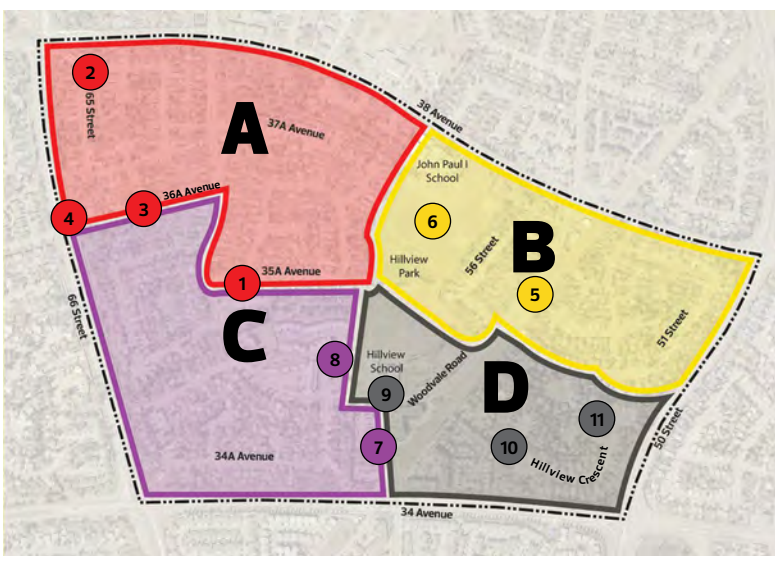 2
65 Street
A
37A Avenue
38 Avenue
John Paul I
School
36A Avenue
3
4
6
B
56 Street
Hillview
Park
35A Avenue
1
5
66 Street
C
51 Street
8
Hillview
School
Woodvale Road
D
9
11
50 Street
7
10
34A Avenue
Hillview Crescent
34 Avenue